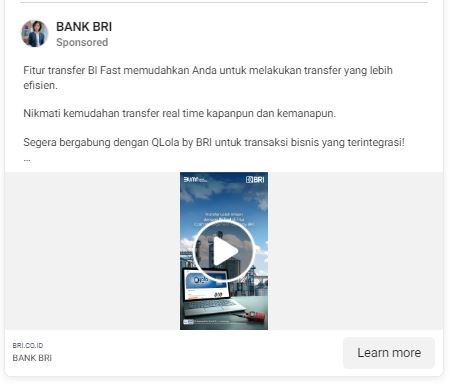 BANK BRI
Sponsored
Fitur transfer BI Fast memudahkan Anda untuk melakukan transfer yang lebih
efisien.
Nikmati kemudahan transfer real time kapanpun dan kemanapun.
Segera bergabung dengan QLola by BRI untuk transaksi bisnis yang terintegrasi!
...
BUMN
BRI
Qlola
BRI.CO.ID
BANK BRI
Learn more